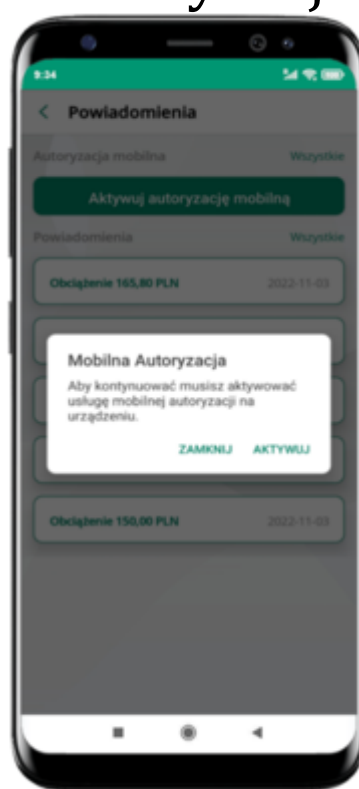 9:34
Powiadomienia
Autoryzacja mobilna Wszystkie
Aktywuj autoryzację mobilną
Powiadomienia Wszystkie
Obciążenie 165,80 PLN 2022-11-03
Mobilna Autoryzacja
Aby kontynuować musisz aktywować
usługę mobilnej autoryzacji na
urządzeniu.
ZAMKNIJ AKTYWUJ
Obciążenie 150,00 PLN 2022-11-03